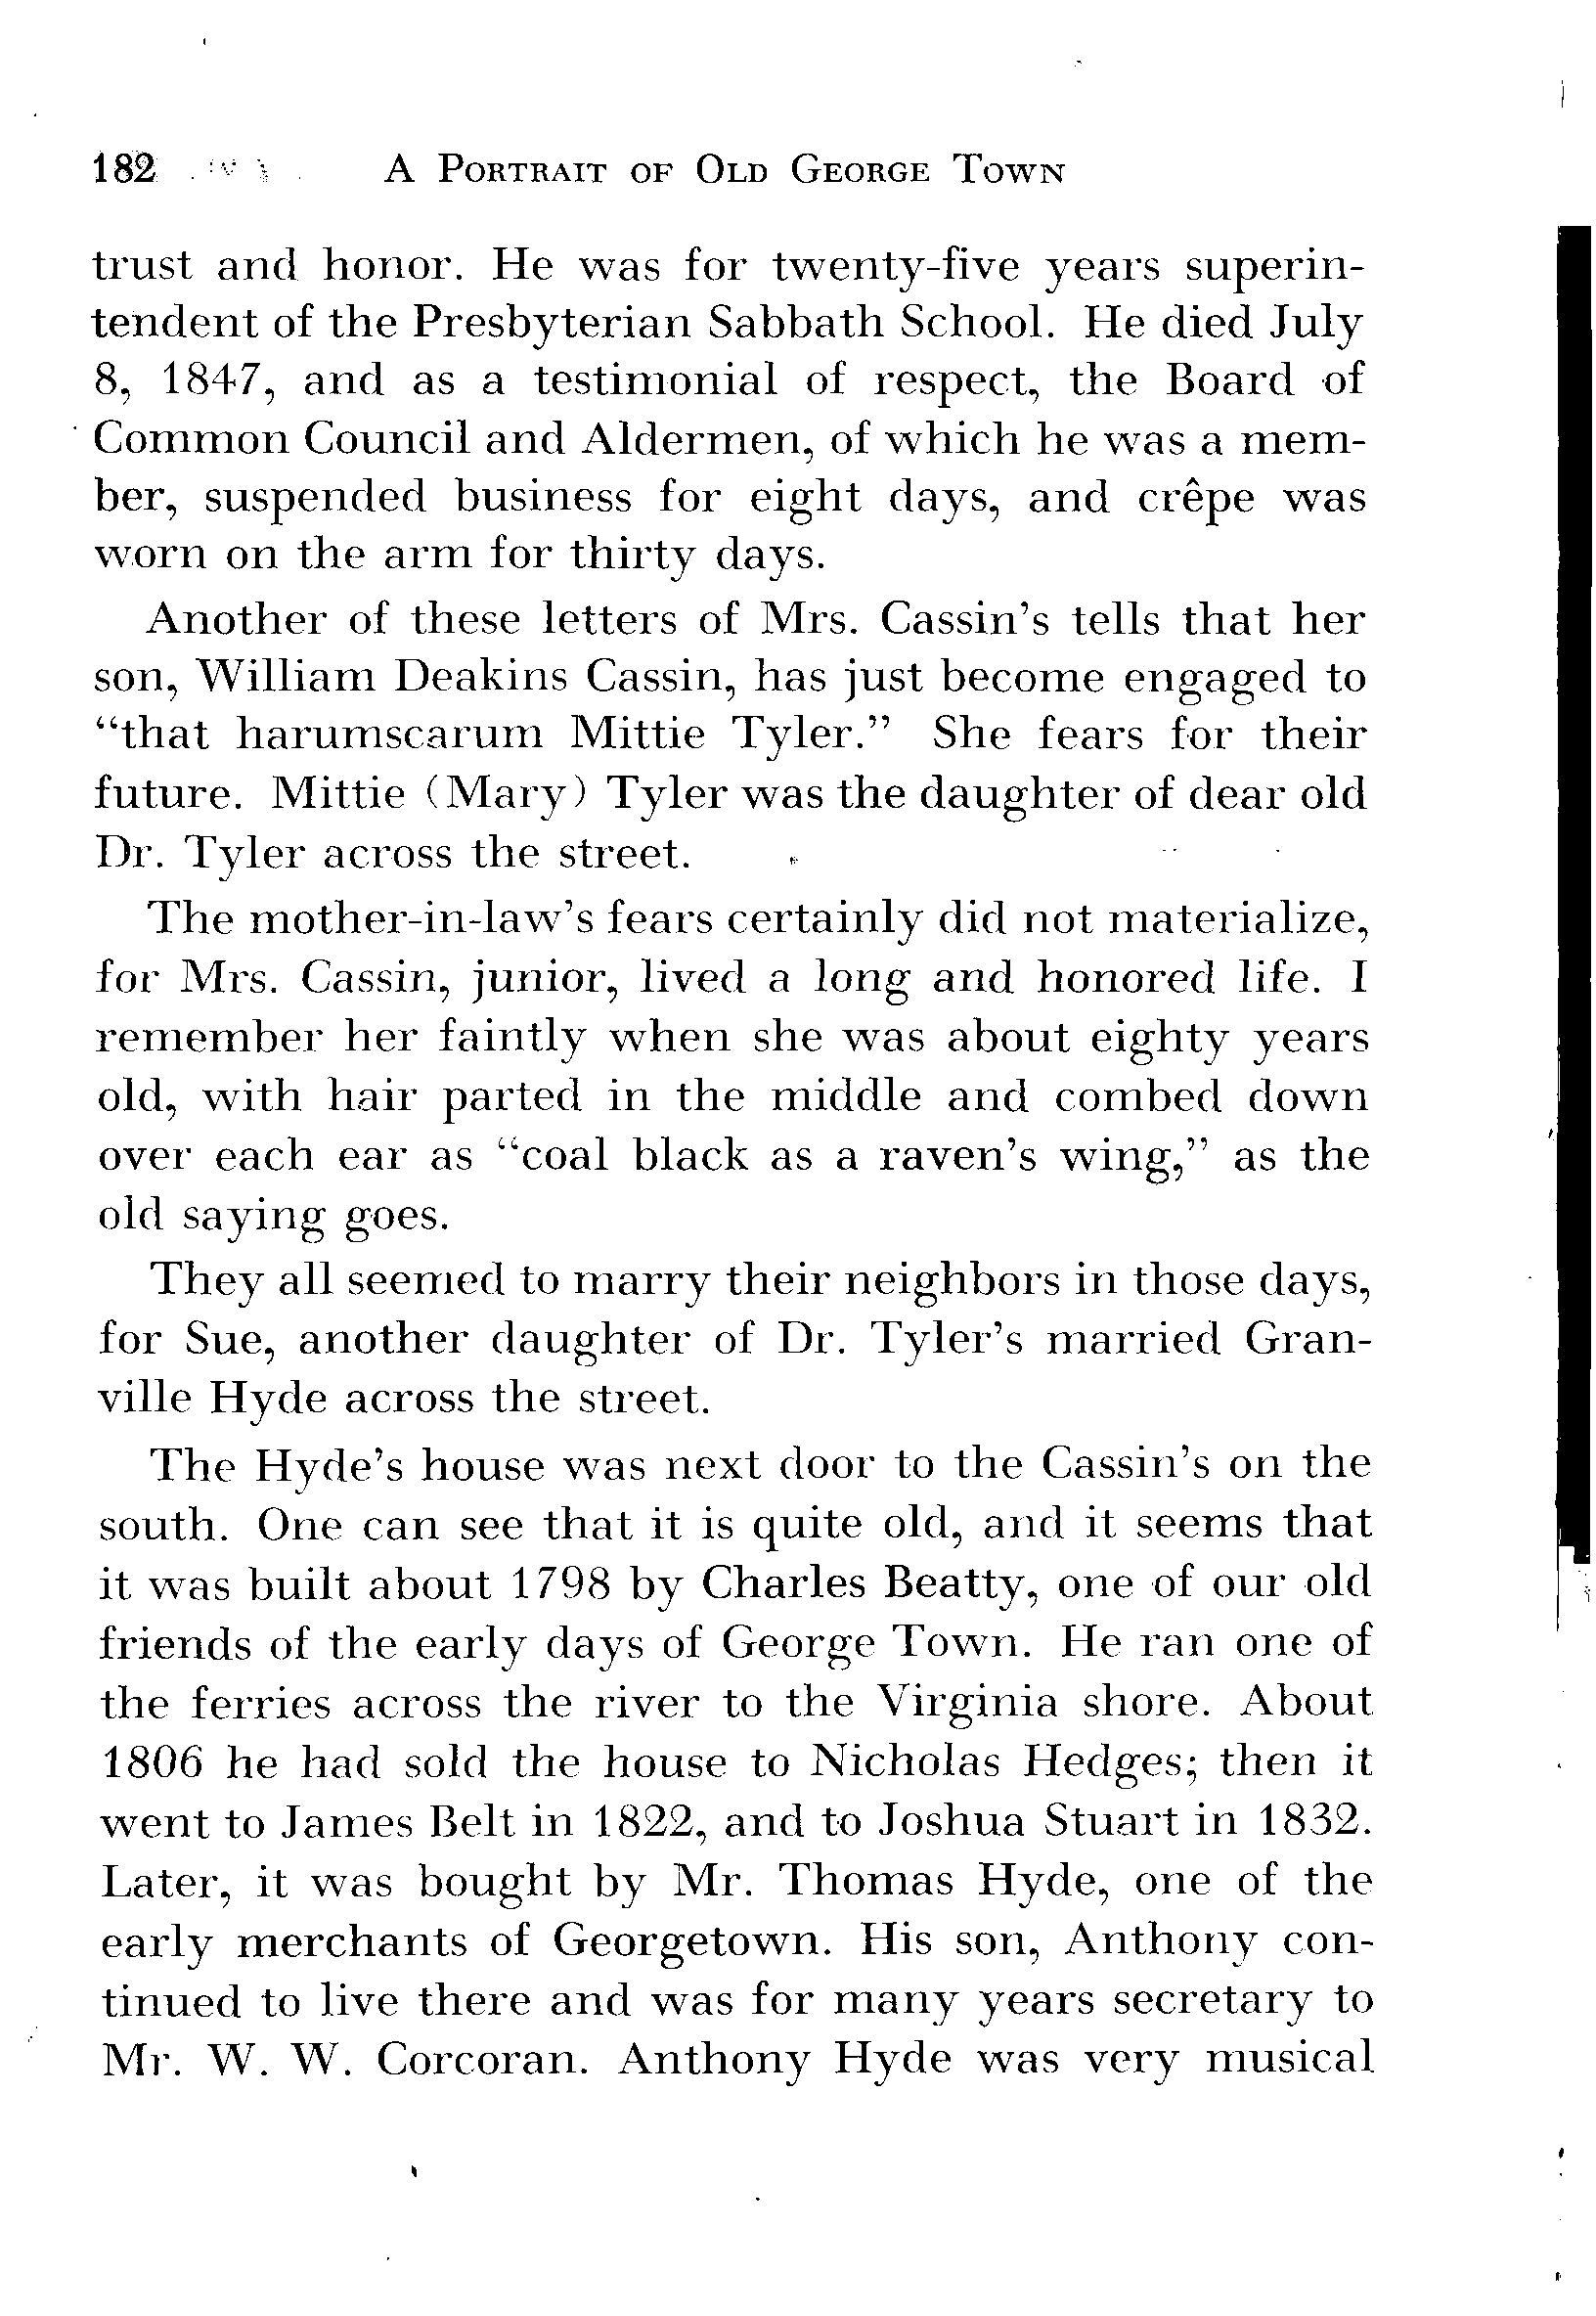 182 A Portrait of Old George Town
trust and honor. He was for twenty-five years superin-
tendent of the Presbyterian Sabbath School. He died July
8, 1847, and as a testimonial of respect, the Board of
Common Council and Aldermen, of which he was a mem-
ber, suspended business for eight days, and crêpe was
worn on the arm for thirty days.
Another of these letters of Mrs. Cassin's tells that her
son, William Deakins Cassin, has just become engaged to
"that harumscarum Mittie Tyler." She fears for their
future. Mittie (Mary) Tyler was the daughter of dear old
Dr. Tyler across the street.
The mother-in-law's fears certainly did not materialize,
for Mrs. Cassin, junior, lived a long and honored life. I
remember her faintly when she was about eighty years
old, with hair parted in the middle and combed down
over each ear as "coal black as a raven's wing," as the
old saying goes.
They all seemed to marry their neighbors in those days,
for Sue, another daughter of Dr. Tyler's married Gran-
ville Hyde across the street.
The Hyde's house was next door to the Cassin's on the
south. One can see that it is quite old, and it seems that
it was built about 1798 by Charles Beatty, one of our old
friends of the early days of George Town. He ran one of
the ferries across the river to the Virginia shore. About
1806 he had sold the house to Nicholas Hedges; then it
went to James Belt in 1822, and to Joshua Stuart in 1832.
Later, it was bought by Mr. Thomas Hyde, one of the
early merchants of Georgetown. His son, Anthony con-
tinued to live there and was for many years secretary to
Mr. W. W. Corcoran. Anthony Hyde was very musical